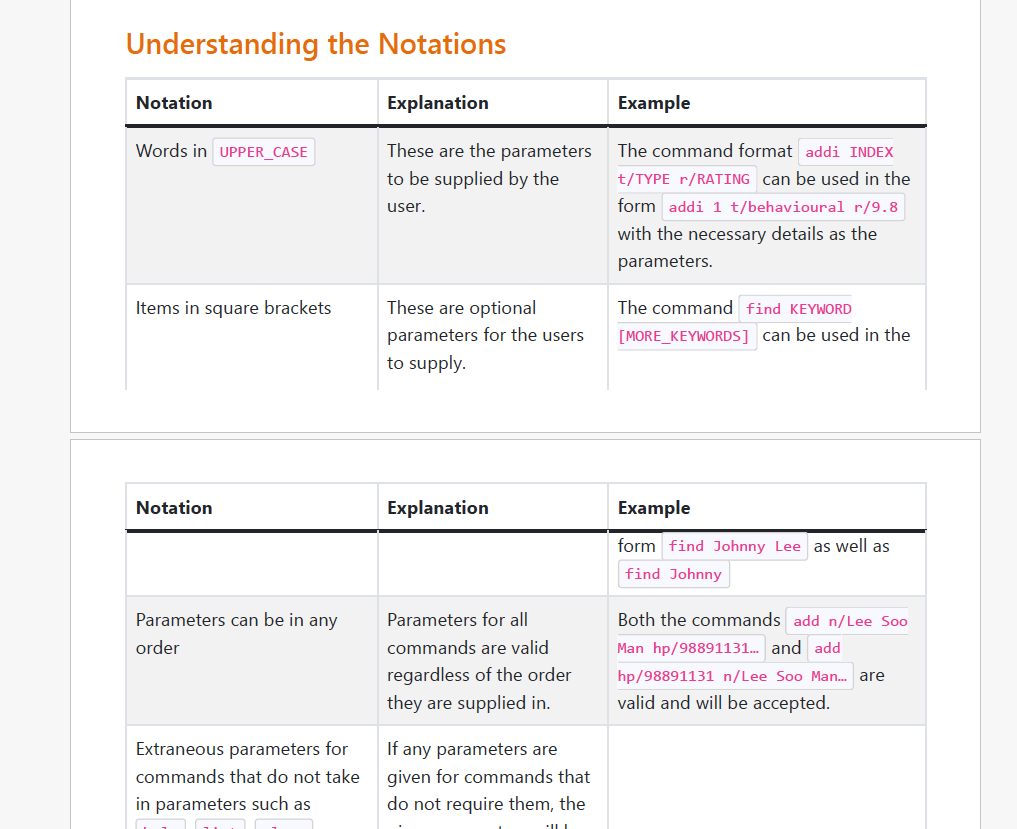 Understanding the Notations
Notation Explanation Example
Words in UPPER_CASE
These are the parameters
to be supplied by the
user.
The command format addi INDEX
t/TYPE r/RATING can be used in the
form addi 1 t/behavioural r/9.8
with the necessary details as the
parameters.
Items in square brackets
These are optional
parameters for the users
to supply.
The command find KEYWORD
[MORE_KEYWORDS] can be used in the
Notation Explanation Example
form find Johnny Lee as well as
find Johnny
Parameters can be in any
order
Parameters for all
commands are valid
regardless of the order
they are supplied in.
Both the commands add n/Lee Soo
Man hp/98891131… and add
hp/98891131 n/Lee Soo Man… are
valid and will be accepted.
Extraneous parameters for
commands that do not take
in parameters such as
If any parameters are
given for commands that
do not require them, the